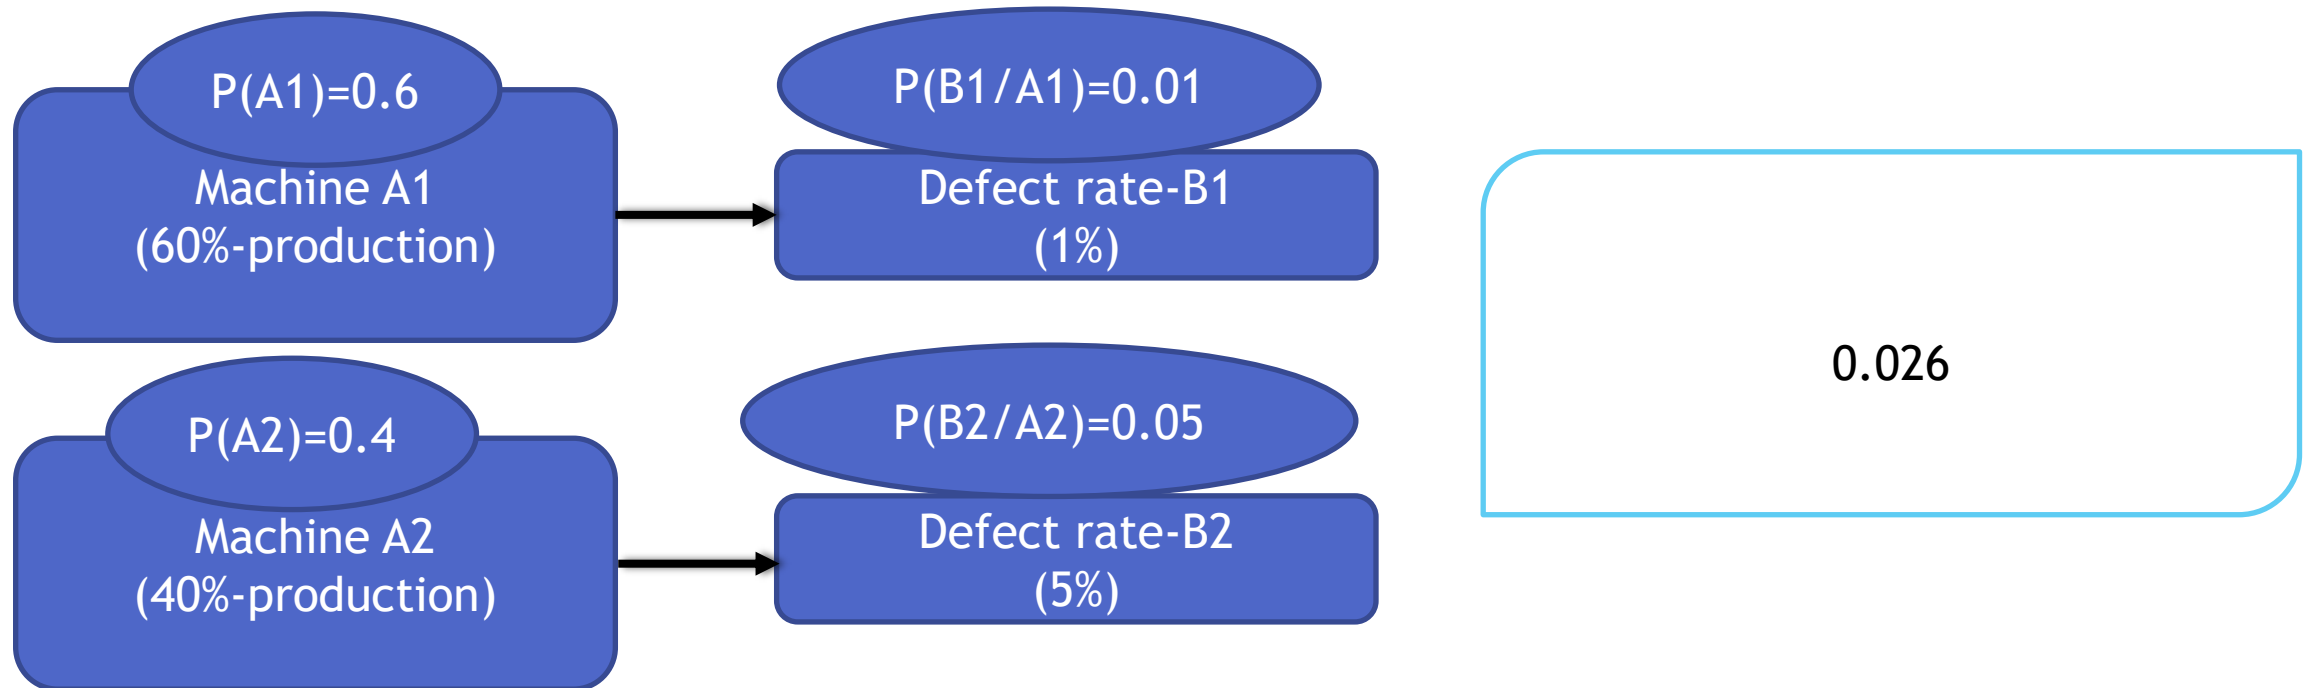 P(A1)=0.6
Machine A1
(60%-production)
P(B1/A1)=0.01
Defect rate-B1
(1%)
P(A2)=0.4
Machine A2
(40%-production)
P(B2/A2)=0.05
Defect rate-B2
(5%)
0.026